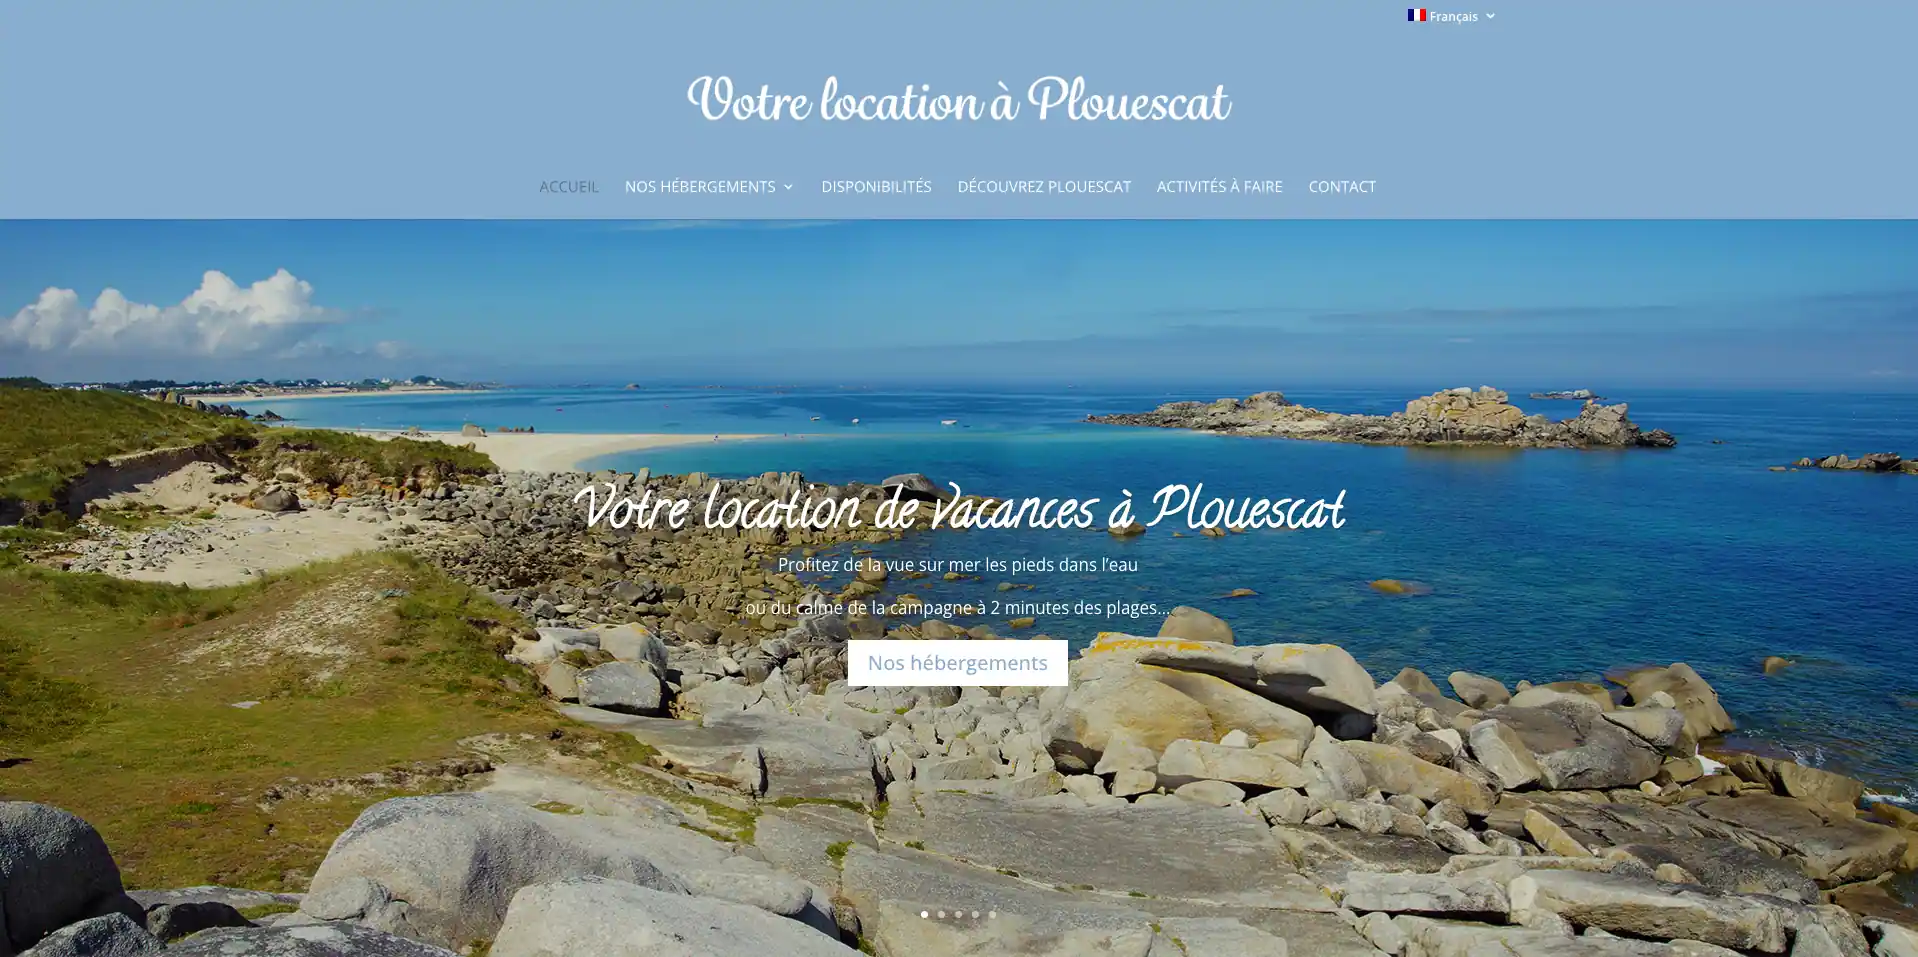 Français
Votre location à Plouescat
ACCUEIL NOS HÉBERGEMENTS DISPONIBILITÉS DÉCOUVREZ PLOUESCAT ACTIVITÉS À FAIRE CONTACT
Votre location de vacances à Plouescat
Profitez de la vue sur mer les pieds dans l’eau
ou du calme de la campagne à 2 minutes des plages…
Nos hébergements